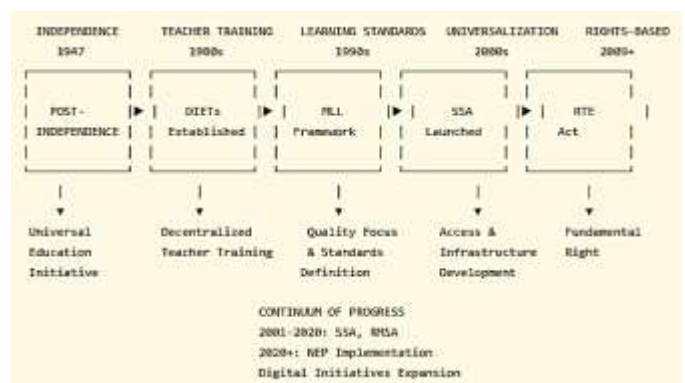 INDEPENDENCE TEACHER TRAINING LEARNING STANDARDS UNIVERSALIZATION RIGHTS-BASED
1947 1980s 1990s 2000s 2009+
POST- DIETs MLL SSA RTE
INDEPENDENCE Established Framework Launched Act
Universal Decentralized Quality Focus Access & Fundamental
Education Teacher Training & Standards Infrastructure Right
Initiative Definition Development
CONTINUUM OF PROGRESS
2001-2020: SSA, RMSA
2020+: NEP Implementation
Digital Initiatives Expansion